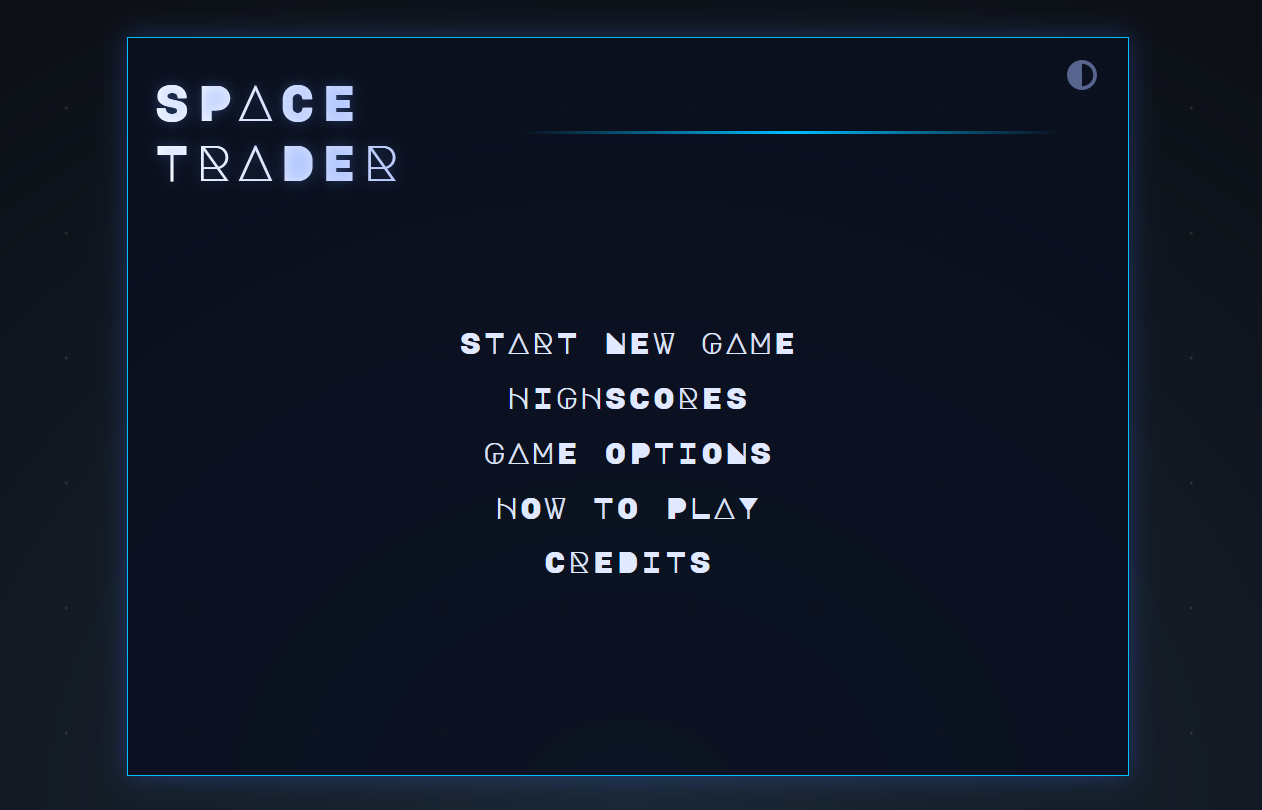 SPACE
TRADER
START NEW GAME
HIGHSCORES
GAME OPTIONS
HOW TO PLAY
CREDITS